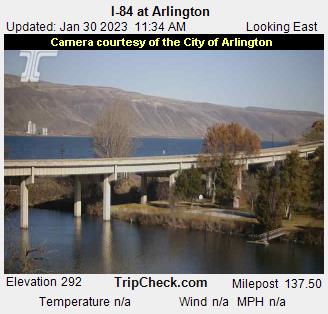 I-84 at Arlington
Updated: Jan 30 2023 11:34 AM Looking East
Camera courtesy of the City of Arlington
Elevation 292 TripCheck.com Milepost 137.50
Temperature n/a Wind n/a MPH n/a